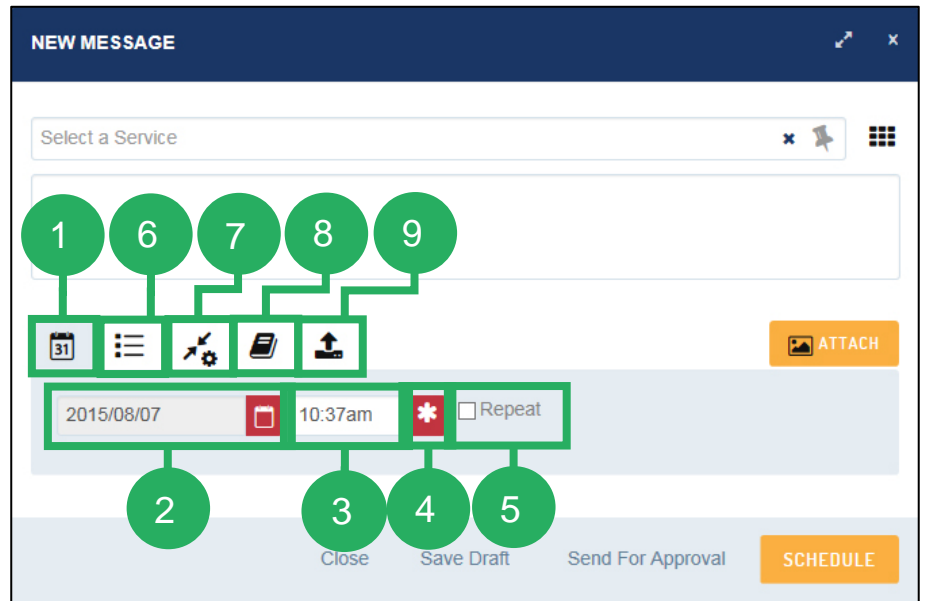 NEW MESSAGE
Select a Service
1 6 7 8 9
31
ATTACH
2015/08/07 10:37am Repeat
2 3 4 5
Close Save Draft Send For Approval SCHEDULE